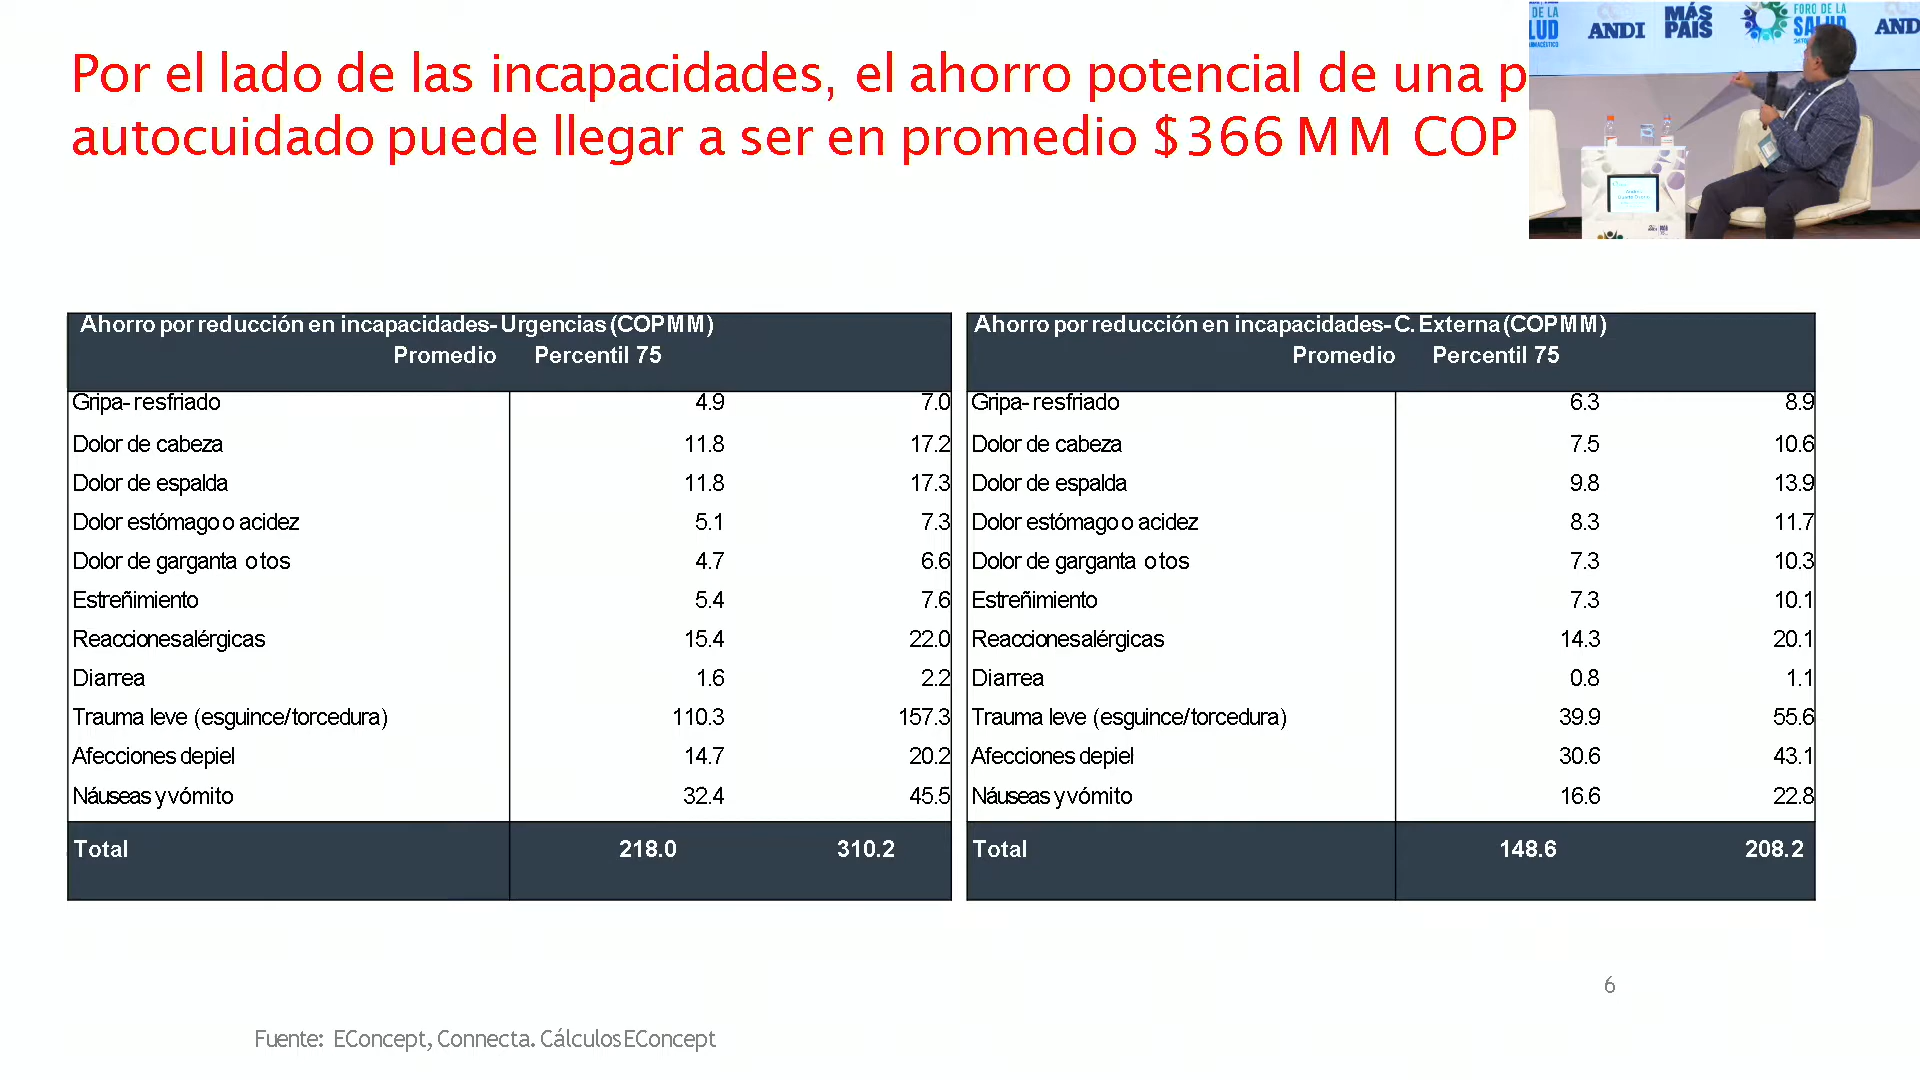 Por el lado de las incapacidades, el ahorro potencial de una p
autocuidado puede llegar a ser en promedio $366 MM COP
DE LA
LUD
ANDI
MÁS
PAÍS
FORO DE LA
SALUD
AND
Ahorro por reducción en incapacidades- Urgencias (COPMM)
Promedio Percentil 75
Gripa- resfriado 4.9 7.0
Dolor de cabeza 11.8 17.2
Dolor de espalda 11.8 17.3
Dolor estómago o acidez 5.1 7.3
Dolor de garganta o tos 4.7 6.6
Estreñimiento 5.4 7.6
Reacciones alérgicas 15.4 22.0
Diarrea 1.6 2.2
Trauma leve (esguince/torcedura) 110.3 157.3
Afecciones de piel 14.7 20.2
Náuseas y vómito 32.4 45.5
Total 218.0 310.2
Ahorro por reducción en incapacidades- C. Externa (COPMM)
Promedio Percentil 75
Gripa- resfriado 6.3 8.9
Dolor de cabeza 7.5 10.6
Dolor de espalda 9.8 13.9
Dolor estómago o acidez 8.3 11.7
Dolor de garganta o tos 7.3 10.3
Estreñimiento 7.3 10.1
Reacciones alérgicas 14.3 20.1
Diarrea 0.8 1.1
Trauma leve (esguince/torcedura) 39.9 55.6
Afecciones de piel 30.6 43.1
Náuseas y vómito 16.6 22.8
Total 148.6 208.2
6
Fuente: EConcept, Connecta. Cálculos EConcept